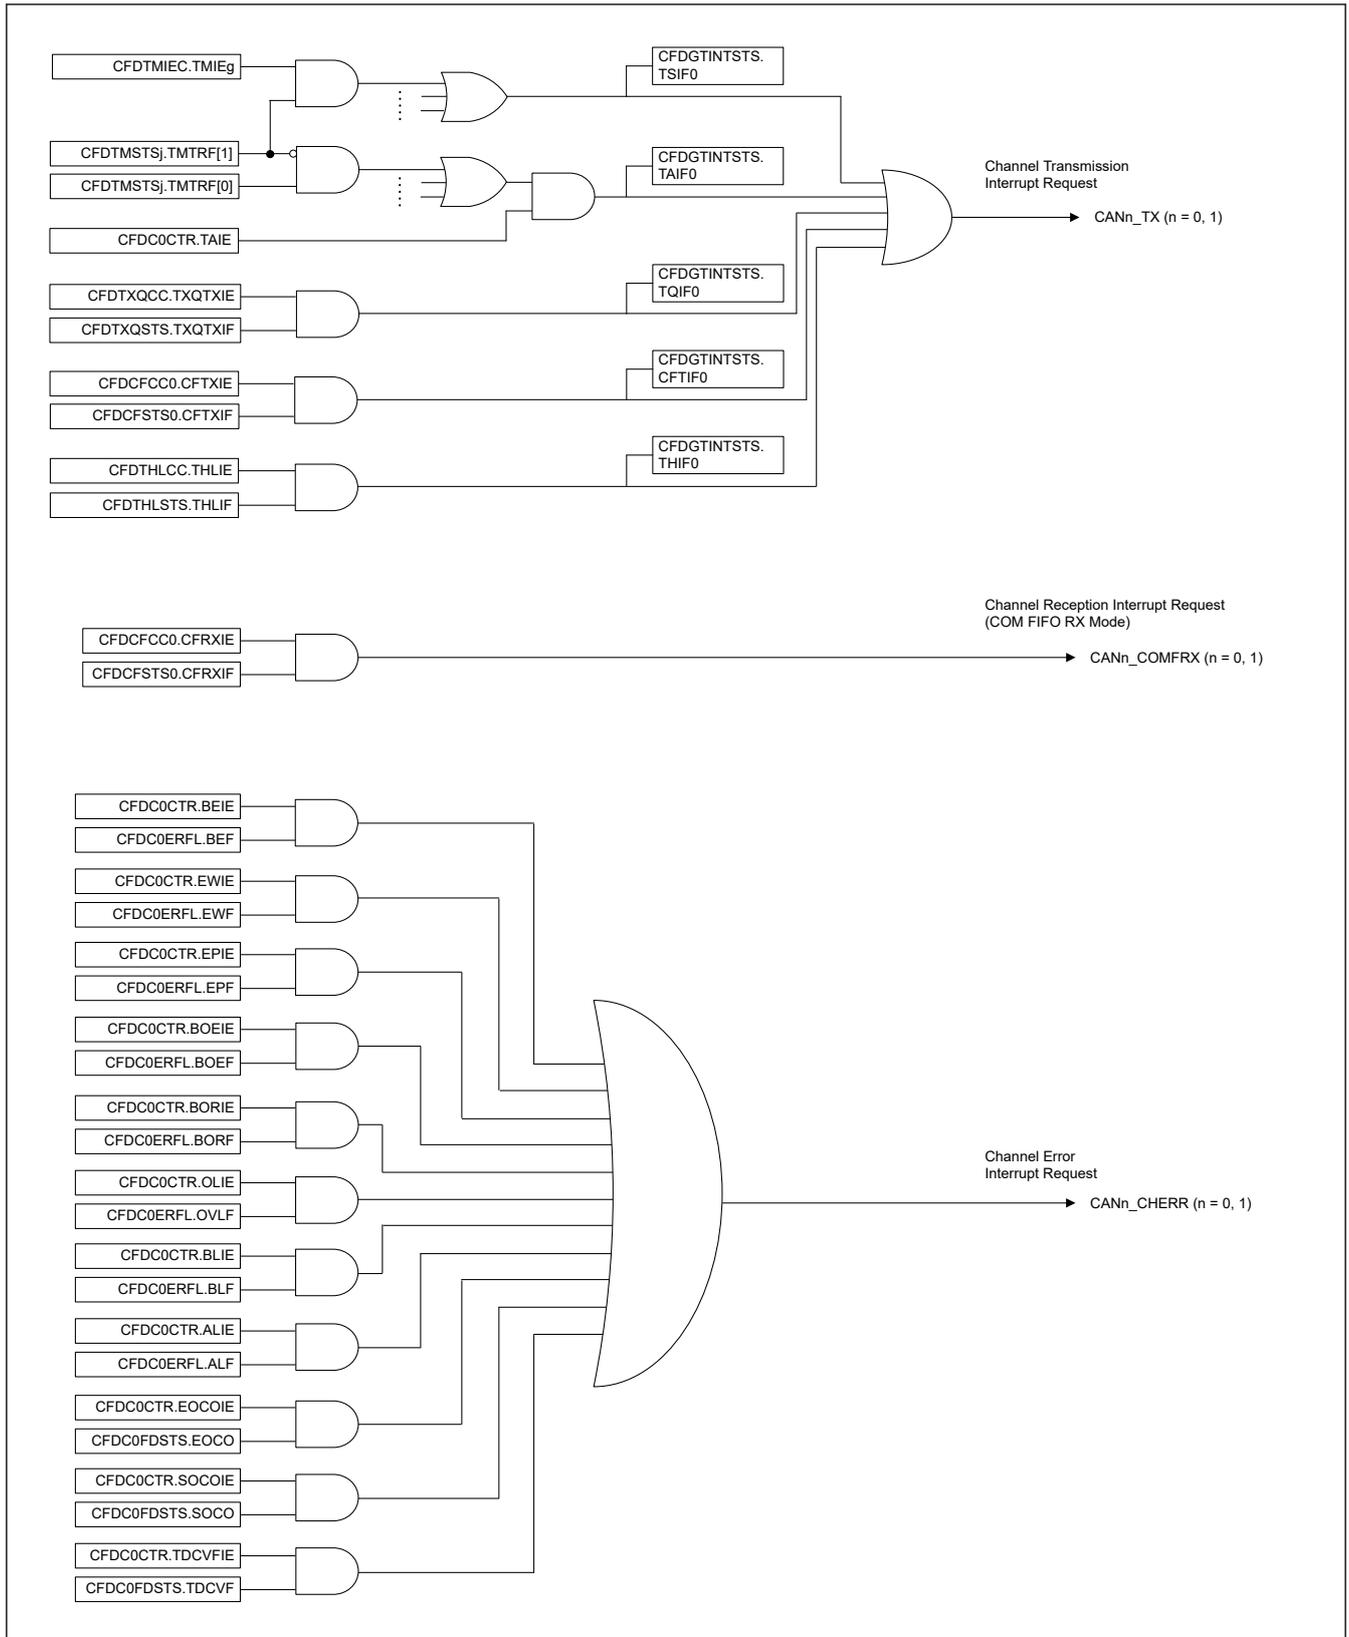 CFDTMIEC.TMIEg
CFDGTINTSTS.
TSIF0
CFDTMSTSj.TMTRF[1]
CFDTMSTSj.TMTRF[0]
CFDGTINTSTS.
TAIF0
Channel Transmission
Interrupt Request
CANn_TX (n = 0, 1)
CFDC0CTR.TAIE
CFDTXQCC.TXQTXIE
CFDTXQSTS.TXQTXIF
CFDGTINTSTS.
TQIF0
CFDCFCC0.CFTXIE
CFDCFSTS0.CFTXIF
CFDGTINTSTS.
CFTIF0
CFDTHLCC.THLIE
CFDTHLSTS.THLIF
CFDGTINTSTS.
THIF0
Channel Reception Interrupt Request
(COM FIFO RX Mode)
CFDCFCC0.CFRXIE
CFDCFSTS0.CFRXIF
CANn_COMFRX (n = 0, 1)
CFDC0CTR.BEIE
CFDC0ERFL.BEF
CFDC0CTR.EWIE
CFDC0ERFL.EWF
CFDC0CTR.EPIE
CFDC0ERFL.EPF
CFDC0CTR.BOEIE
CFDC0ERFL.BOEF
CFDC0CTR.BORIE
CFDC0ERFL.BORF
Channel Error
Interrupt Request
CANn_CHERR (n = 0, 1)
CFDC0CTR.OLIE
CFDC0ERFL.OVLF
CFDC0CTR.BLIE
CFDC0ERFL.BLF
CFDC0CTR.ALIE
CFDC0ERFL.ALF
CFDC0CTR.EOCOIE
CFDC0FDSTS.EOCO
CFDC0CTR.SOCOIE
CFDC0FDSTS.SOCO
CFDC0CTR.TDCVFIE
CFDC0FDSTS.TDCVF